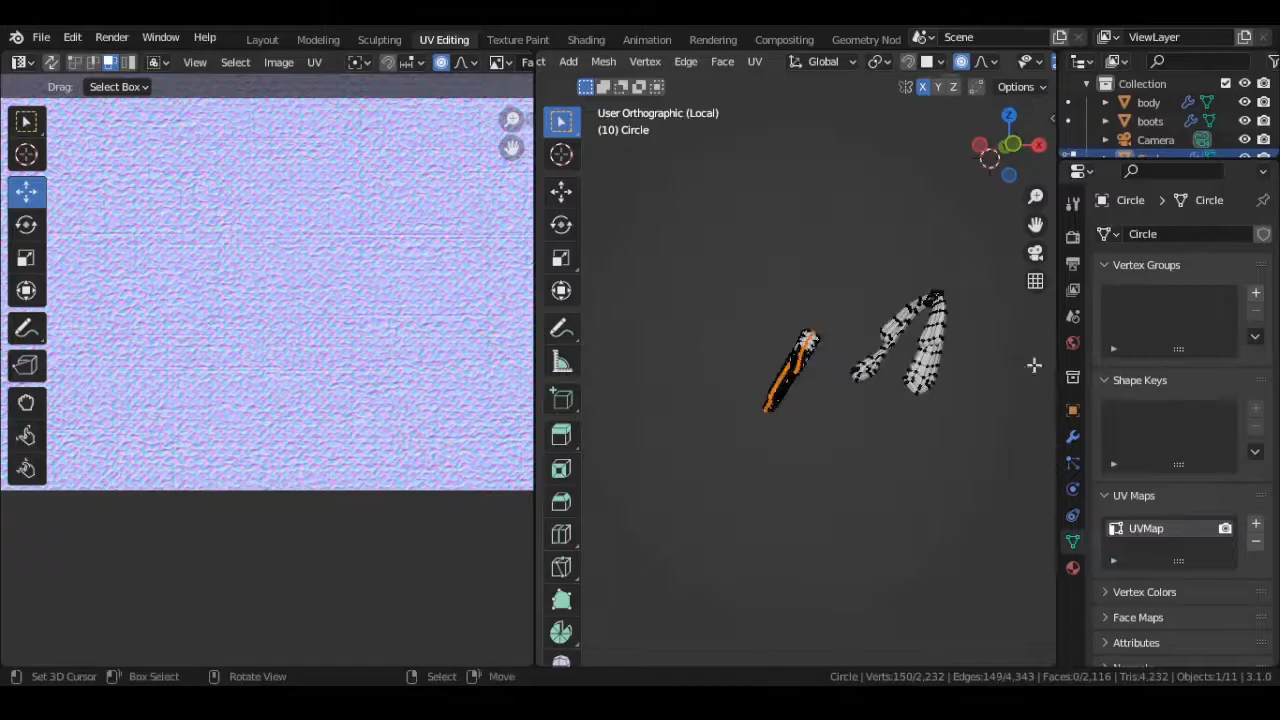 File Edit Render Window Help Layout Modeling Sculpting UV Editing Texture Paint Shading Animation Rendering Compositing Geometry Nod Scene ViewLayer
View Select Image UV Fa ct Add Mesh Vertex Edge Face UV Global
Drag: Select Box X Y Z Options
User Orthographic (Local)
(10) Circle
Z
X
Collection
body
boots
Camera
Circle Circle
Circle
Vertex Groups
Shape Keys
UV Maps
UVMap
Vertex Colors
Face Maps
Attributes
Set 3D Cursor Box Select Rotate View Select Move Circle | Verts:150/2,232 | Edges:149/4,343 | Faces:0/2,116 | Tris:4,232 | Objects:1/11 | 3.1.0